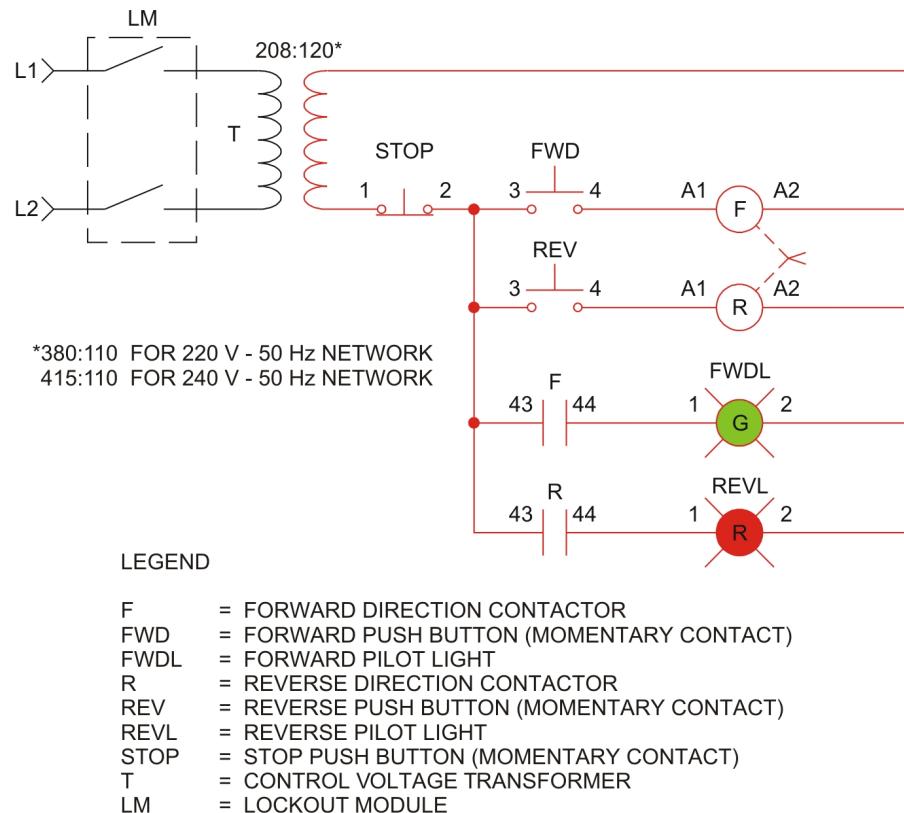 LM
L1
208:120*
T
STOP
FWD
1 2
3 4
A1 A2
L2
F
REV
3 4
A1 A2
R
*380:110 FOR 220 V - 50 Hz NETWORK
415:110 FOR 240 V - 50 Hz NETWORK
FWDL
F
43 44
1 2
G
REVL
R
43 44
1 2
R
LEGEND
F = FORWARD DIRECTION CONTACTOR
FWD = FORWARD PUSH BUTTON (MOMENTARY CONTACT)
FWDL = FORWARD PILOT LIGHT
R = REVERSE DIRECTION CONTACTOR
REV = REVERSE PUSH BUTTON (MOMENTARY CONTACT)
REVL = REVERSE PILOT LIGHT
STOP = STOP PUSH BUTTON (MOMENTARY CONTACT)
T = CONTROL VOLTAGE TRANSFORMER
LM = LOCKOUT MODULE